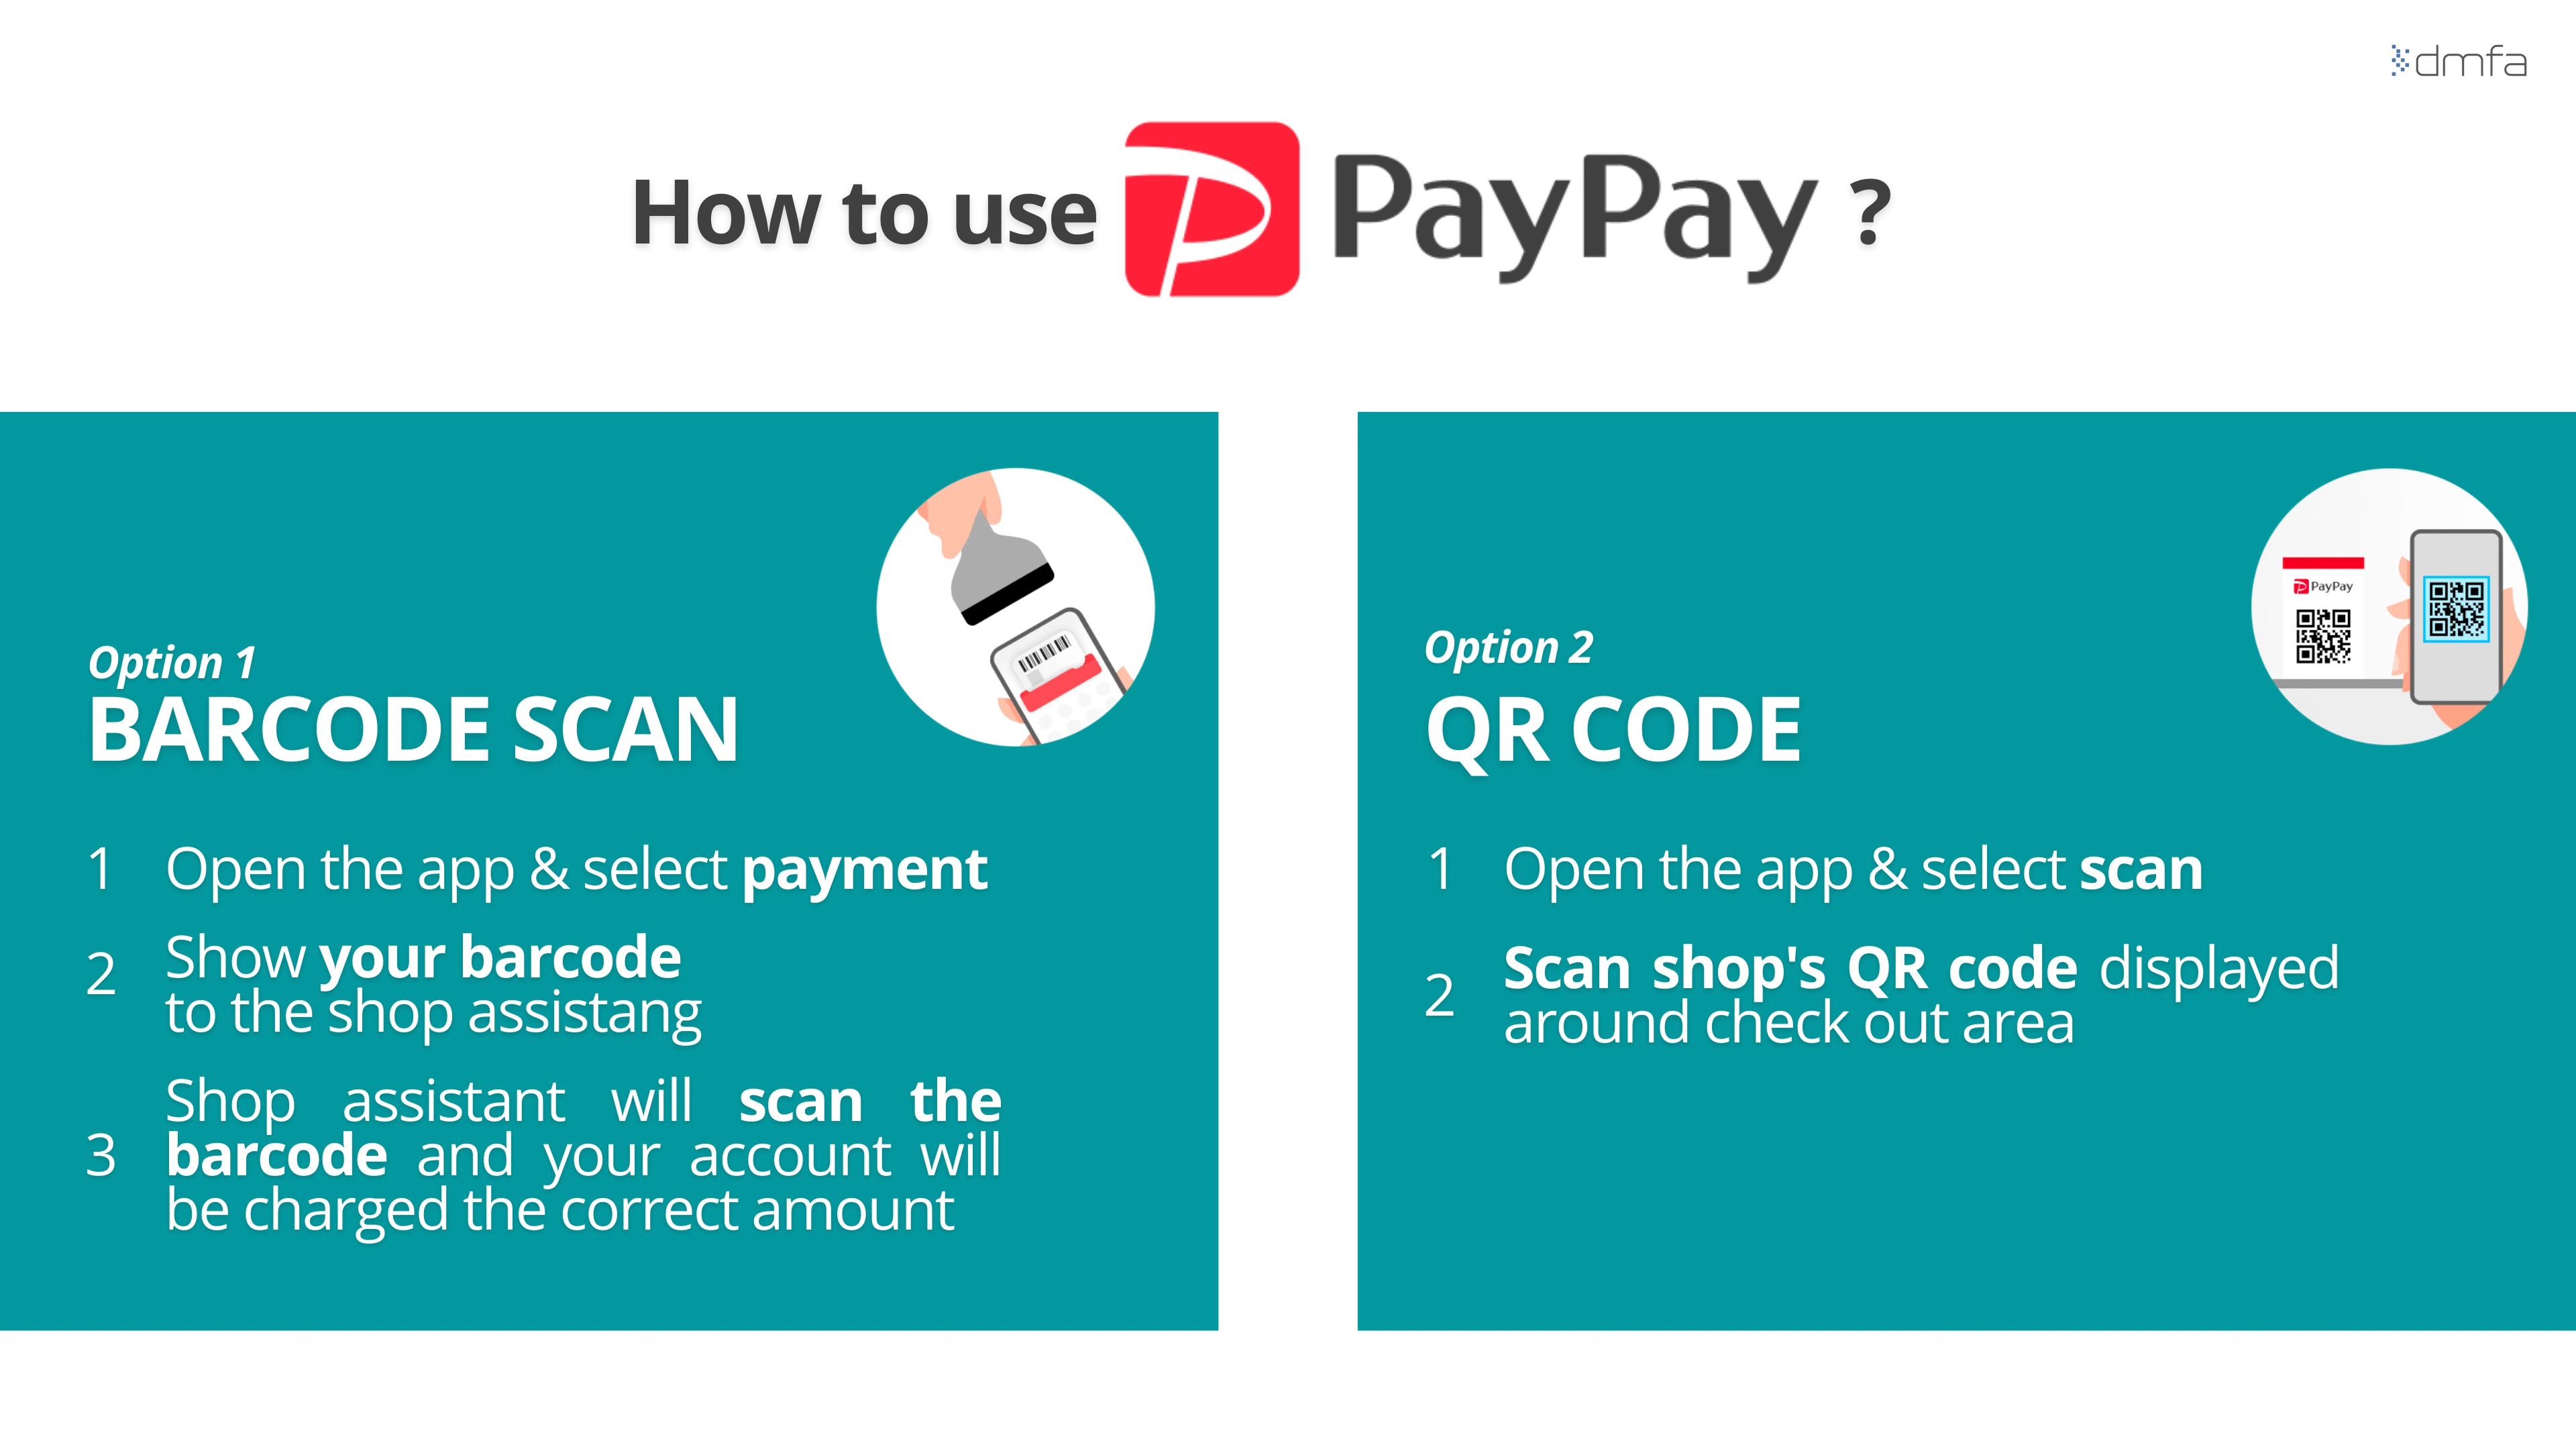 dmfa
How to use PayPay ?
Option 1
BARCODE SCAN
1 Open the app & select payment
2 Show your barcode
to the shop assistang
3 Shop assistant will scan the
barcode and your account will
be charged the correct amount
Option 2
QR CODE
PayPay
1 Open the app & select scan
2 Scan shop's QR code displayed
around check out area